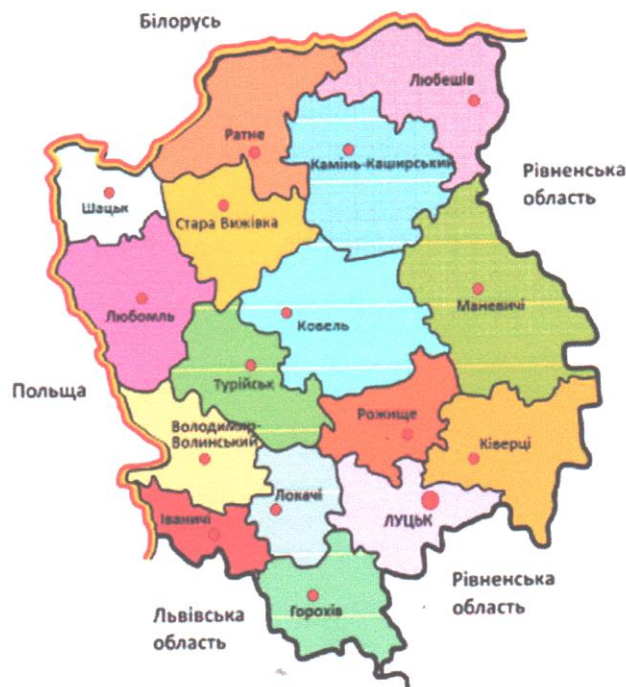 Білорусь
Любешів
Ратне
Камінь-Каширський
Рівненська
область
Шацьк
Стара Вижівка
Любомль
Ковель
Маневичі
Польща
Турійськ
Володимир-
Волинський
Рожище
Ківерці
Локачі
ЛУЦЬК
Іваничі
Львівська
область
Горохів
Рівненська
область